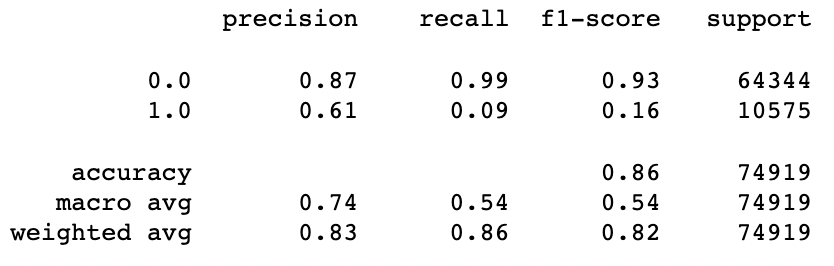 precision recall f1-score support
0.0 0.87 0.99 0.93 64344
1.0 0.61 0.09 0.16 10575
accuracy 0.86 74919
macro avg 0.74 0.54 0.54 74919
weighted avg 0.83 0.86 0.82 74919